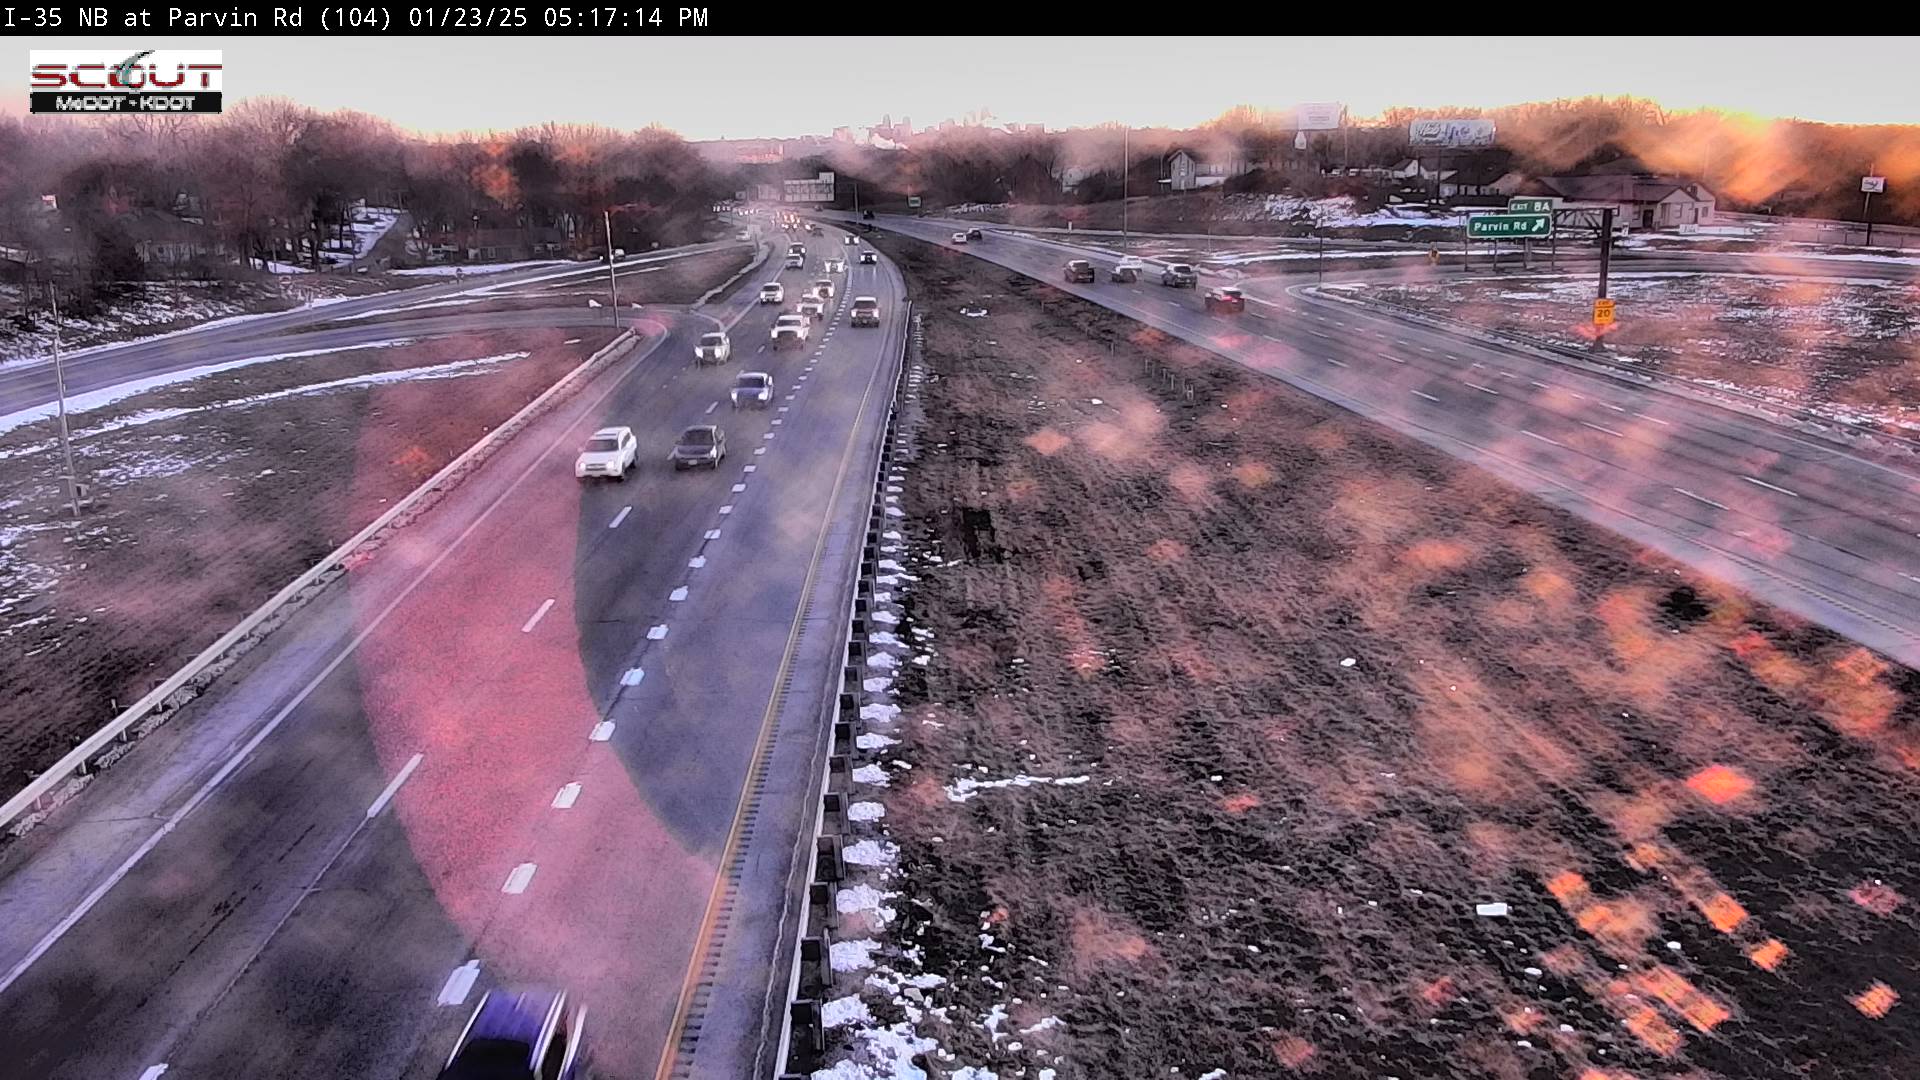 I-35 NB at Parvin Rd (104) 01/23/25 05:17:14 PM
SCOUT
MoDOT - KDOT
EXIT 8A
Parvin Rd
20